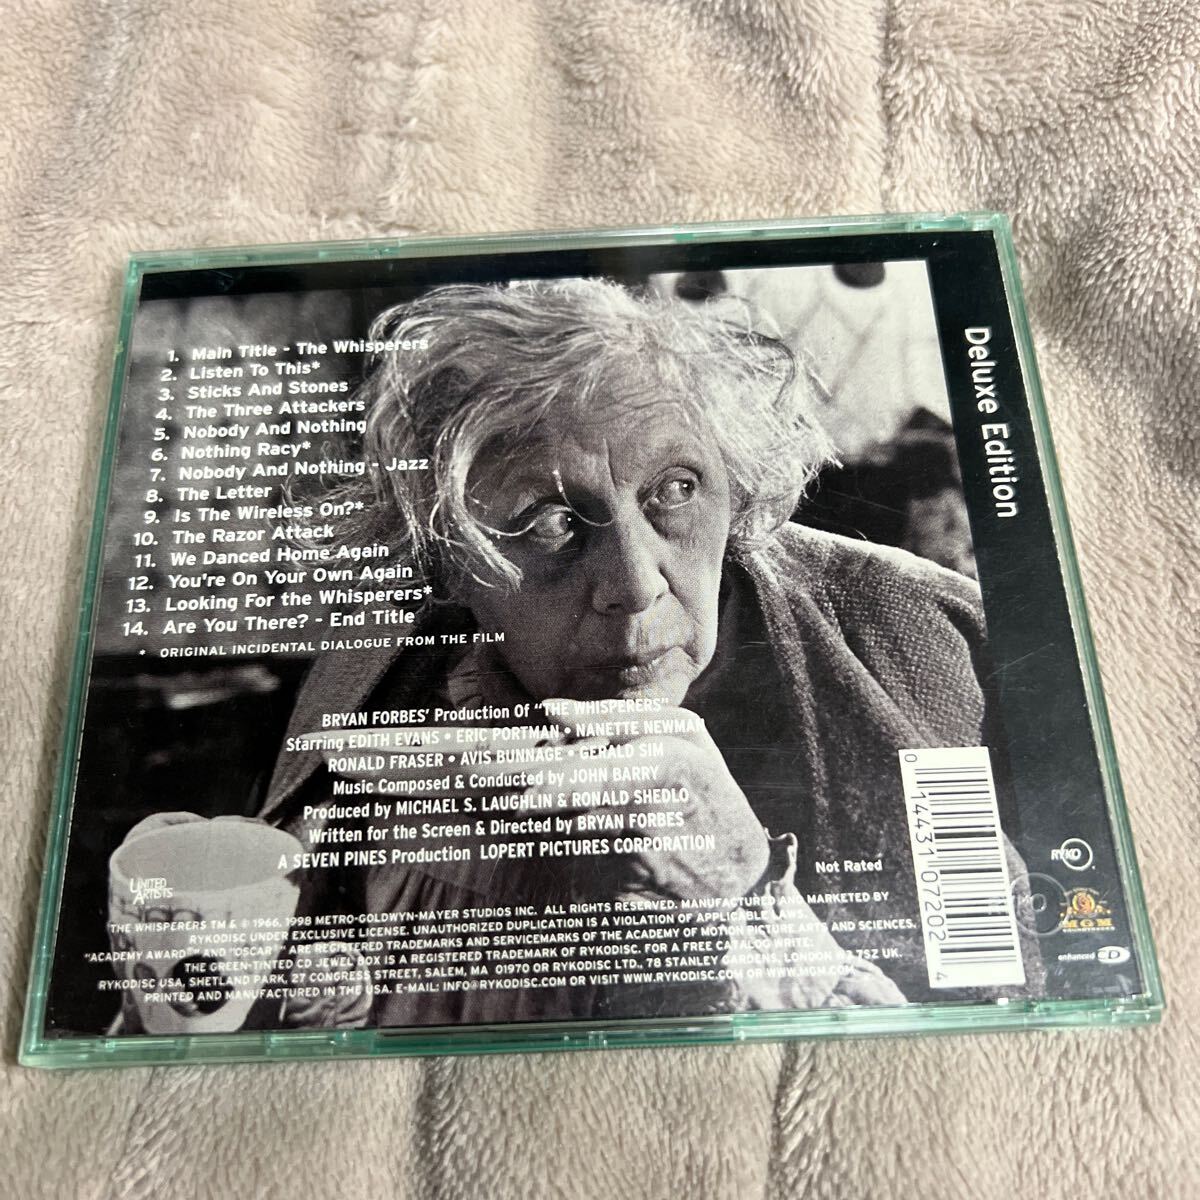 1. Main Title - The Whisperers
2. Listen To This*
3. Sticks And Stones
4. The Three Attackers
5. Nobody And Nothing
6. Nothing Racy*
7. Nobody And Nothing - Jazz
8. The Letter
9. Is The Wireless On?*
10. The Razor Attack
11. We Danced Home Again
12. You're On Your Own Again
13. Looking For the Whisperers*
14. Are You There? - End Title
* ORIGINAL INCIDENTAL DIALOGUE FROM THE FILM
BRYAN FORBES' Production Of "THE WHISPERERS"
Starring EDITH EVANS • ERIC PORTMAN • NANETTE NEWMAN
RONALD FRASER • AVIS BUNNAGE • GERALD SIM
Music Composed & Conducted by JOHN BARRY
Produced by MICHAEL S. LAUGHLIN & RONALD SHEDLO
Written for the Screen & Directed by BRYAN FORBES
A SEVEN PINES Production LOPERT PICTURES CORPORATION
UNITED
ARTISTS
Not Rated
THE WHISPERERS TM & © 1966, 1998 METRO-GOLDWYN-MAYER STUDIOS INC. ALL RIGHTS RESERVED. MANUFACTURED AND MARKETED BY
RYKODISC UNDER EXCLUSIVE LICENSE. UNAUTHORIZED DUPLICATION IS A VIOLATION OF APPLICABLE LAWS.
"ACADEMY AWARD" AND "OSCAR" ARE REGISTERED TRADEMARKS AND SERVICEMARKS OF THE ACADEMY OF MOTION PICTURE ARTS AND SCIENCES.
THE GREEN-TINTED CD JEWEL BOX IS A REGISTERED TRADEMARK OF RYKODISC. FOR A FREE CATALOG WRITE:
RYKODISC USA, SHETLAND PARK, 27 CONGRESS STREET, SALEM, MA 01970 OR RYKODISC LTD., 78 STANLEY GARDENS, LONDON W3 7SZ UK.
PRINTED AND MANUFACTURED IN THE USA. E-MAIL: INFO@RYKODISC.COM OR VISIT WWW.RYKODISC.COM OR WWW.MGM.COM.
Deluxe Edition
0 14431 07202 4
RYKO
MGM
SOUNDTRACKS
enhanced CD